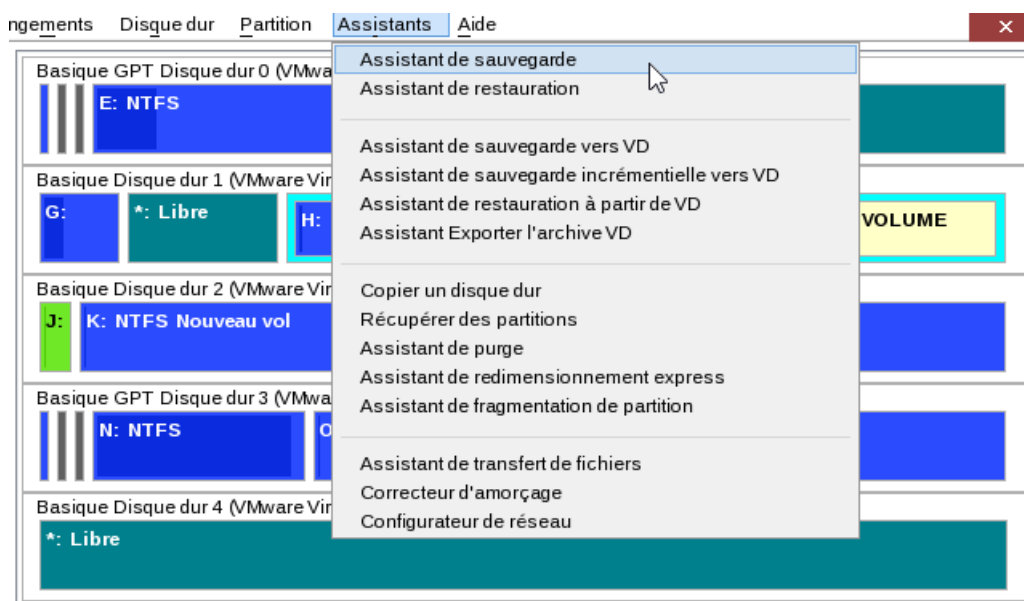 ngements Disque dur Partition Assistants Aide
Basique GPT Disque dur 0 (VMwa
E: NTFS
Basique Disque dur 1 (VMware Vir
G: *: Libre H: VOLUME
Basique Disque dur 2 (VMware Vir
J: K: NTFS Nouveau vol
Basique GPT Disque dur 3 (VMwa
N: NTFS O
Basique Disque dur 4 (VMware Vir
*: Libre
Assistant de sauvegarde
Assistant de restauration
Assistant de sauvegarde vers VD
Assistant de sauvegarde incrémentielle vers VD
Assistant de restauration à partir de VD
Assistant Exporter l'archive VD
Copier un disque dur
Récupérer des partitions
Assistant de purge
Assistant de redimensionnement express
Assistant de fragmentation de partition
Assistant de transfert de fichiers
Correcteur d'amorçage
Configurateur de réseau